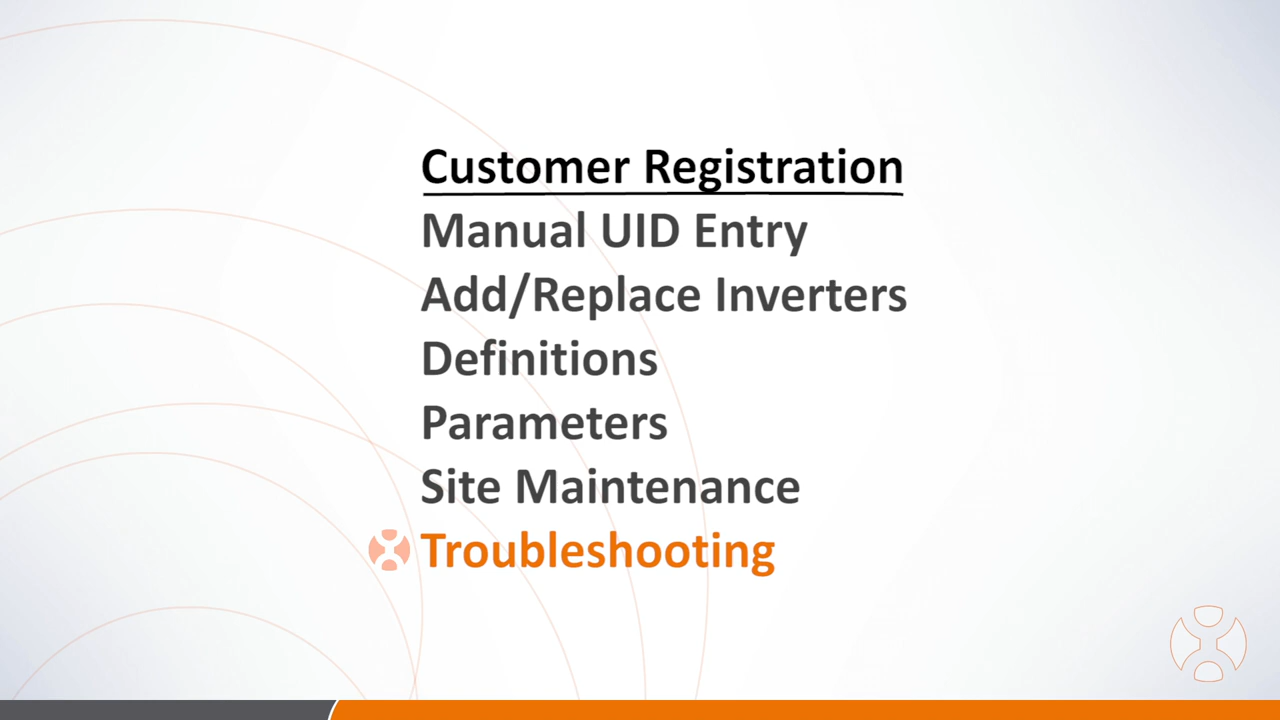 Customer Registration
Manual UID Entry
Add/Replace Inverters
Definitions
Parameters
Site Maintenance
Troubleshooting